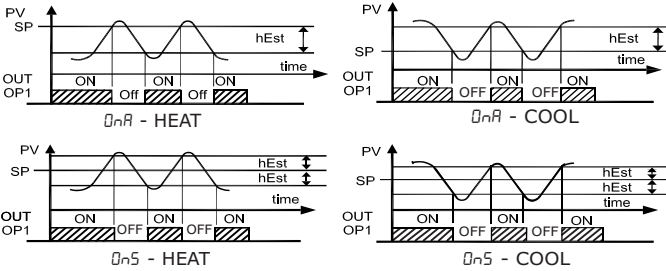 PV
SP
hEst
time
OUT ON ON ON
OP1 Off Off
OnA - HEAT
PV
hEst
SP
time
OUT ON ON ON
OP1 OFF OFF
OnA - COOL
PV
hEst
SP
hEst
time
OUT ON ON ON
OP1 OFF OFF
OnS - HEAT
PV
hEst
SP
hEst
time
OUT ON ON ON
OP1 OFF OFF
OnS - COOL